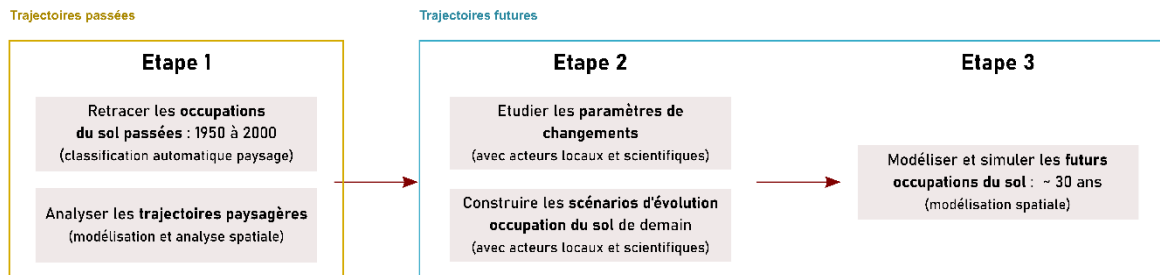 Trajectoires passées
Trajectoires futures
Etape 1
Retracer les occupations
du sol passées : 1950 à 2000
(classification automatique paysage)
Analyser les trajectoires paysagères
(modélisation et analyse spatiale)
Etape 2
Etudier les paramètres de
changements
(avec acteurs locaux et scientifiques)
Construire les scénarios d'évolution
occupation du sol de demain
(avec acteurs locaux et scientifiques)
Etape 3
Modéliser et simuler les futurs
occupations du sol : ~ 30 ans
(modélisation spatiale)